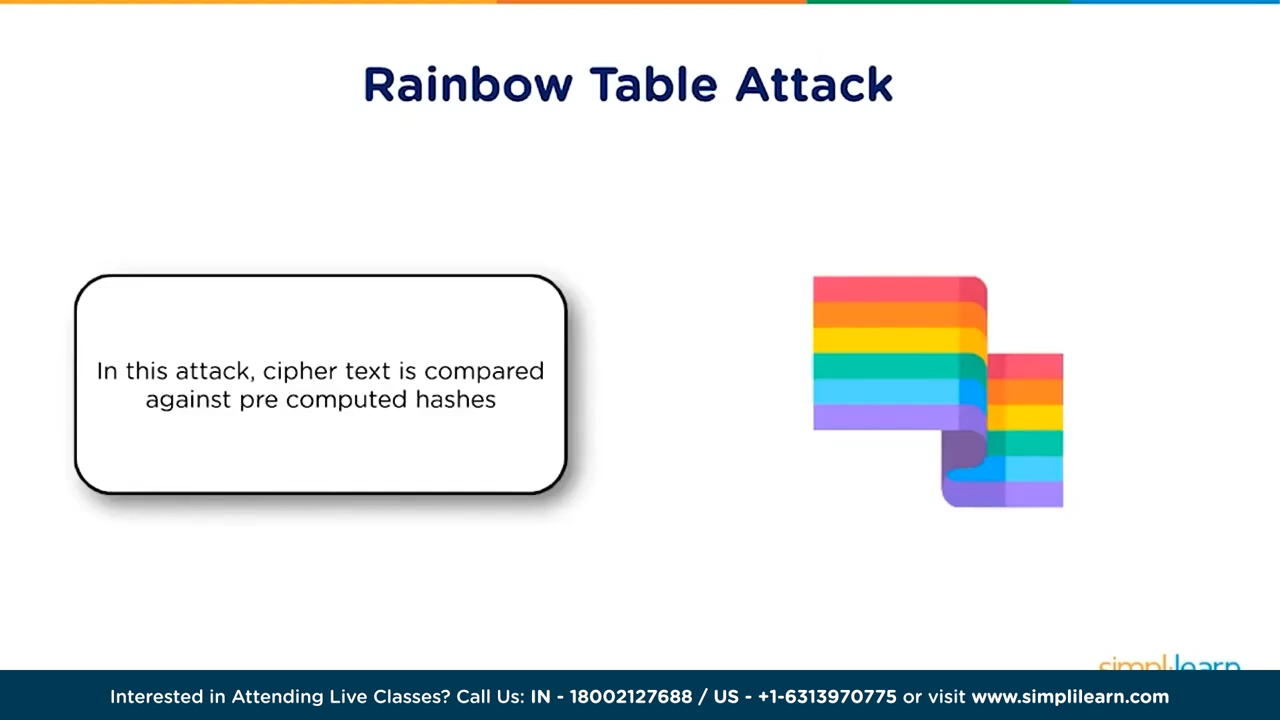 Rainbow Table Attack
In this attack, cipher text is compared
against pre computed hashes
simplilearn
Interested in Attending Live Classes? Call Us: IN - 18002127688 / US - +1-6313970775 or visit www.simplilearn.com